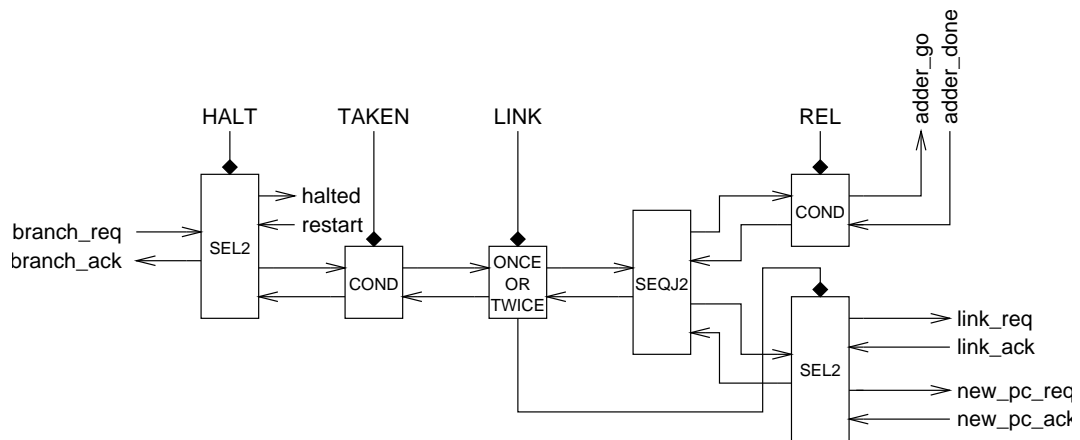 adder_go
adder_done
HALT
TAKEN
LINK
REL
halted
restart
branch_req
branch_ack
SEL2
COND
ONCE
OR
TWICE
SEQJ2
COND
SEL2
link_req
link_ack
new_pc_req
new_pc_ack